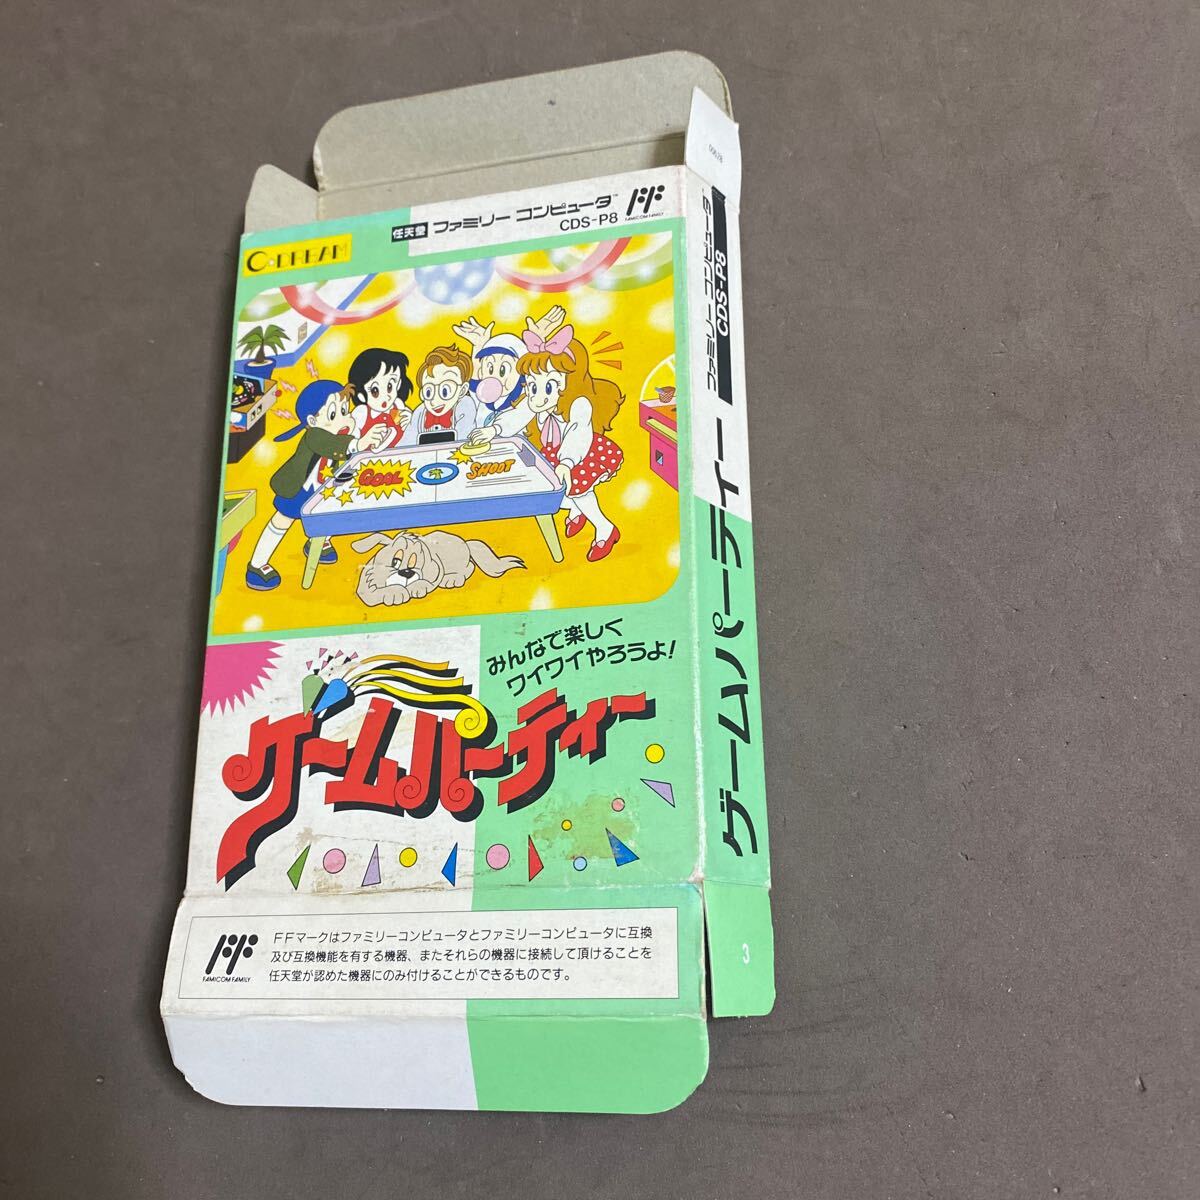 任天堂 ファミリー コンピュータ™
CDS-P8
FAMICOM FAMILY
C・DREAM
GOAL
SHOOT
みんなで楽しく
ワイワイやろうよ!
ゲームパーティー
FFマークはファミリーコンピュータとファミリーコンピュータに互換
及び互換機能を有する機器、またそれらの機器に接続して頂けることを
任天堂が認めた機器にのみ付けることができるものです。
FAMICOM FAMILY
ファミリー コンピュータ™
CDS-P8
ゲームパーティー
3